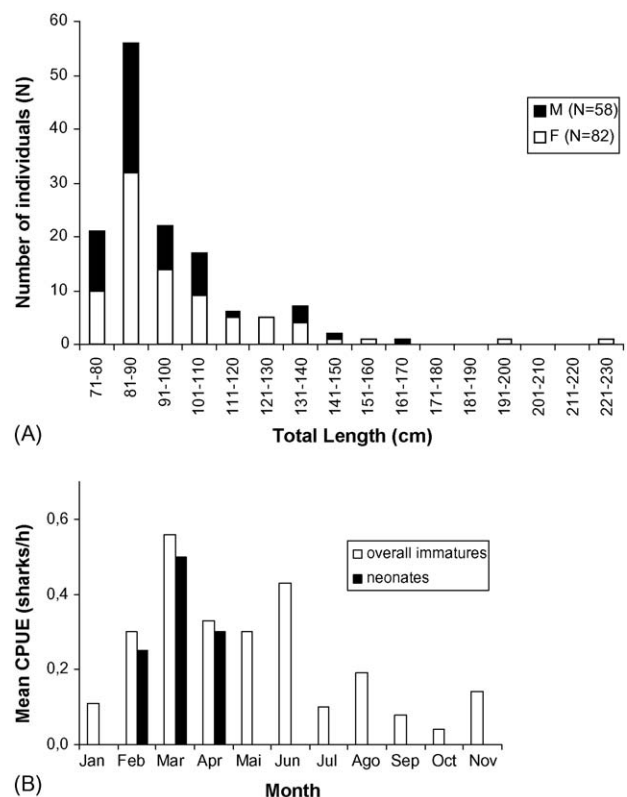 60
50
40
30
20
10
0
Number of individuals (N)
M (N=58)
F (N=82)
71-80
81-90
91-100
101-110
111-120
121-130
131-140
141-150
151-160
161-170
171-180
181-190
191-200
201-210
211-220
221-230
(A)
Total Length (cm)
0,6
0,4
0,2
0,0
Mean CPUE (sharks/h)
overall immatures
neonates
Jan Feb Mar Apr Mai Jun Jul Ago Sep Oct Nov
(B)
Month